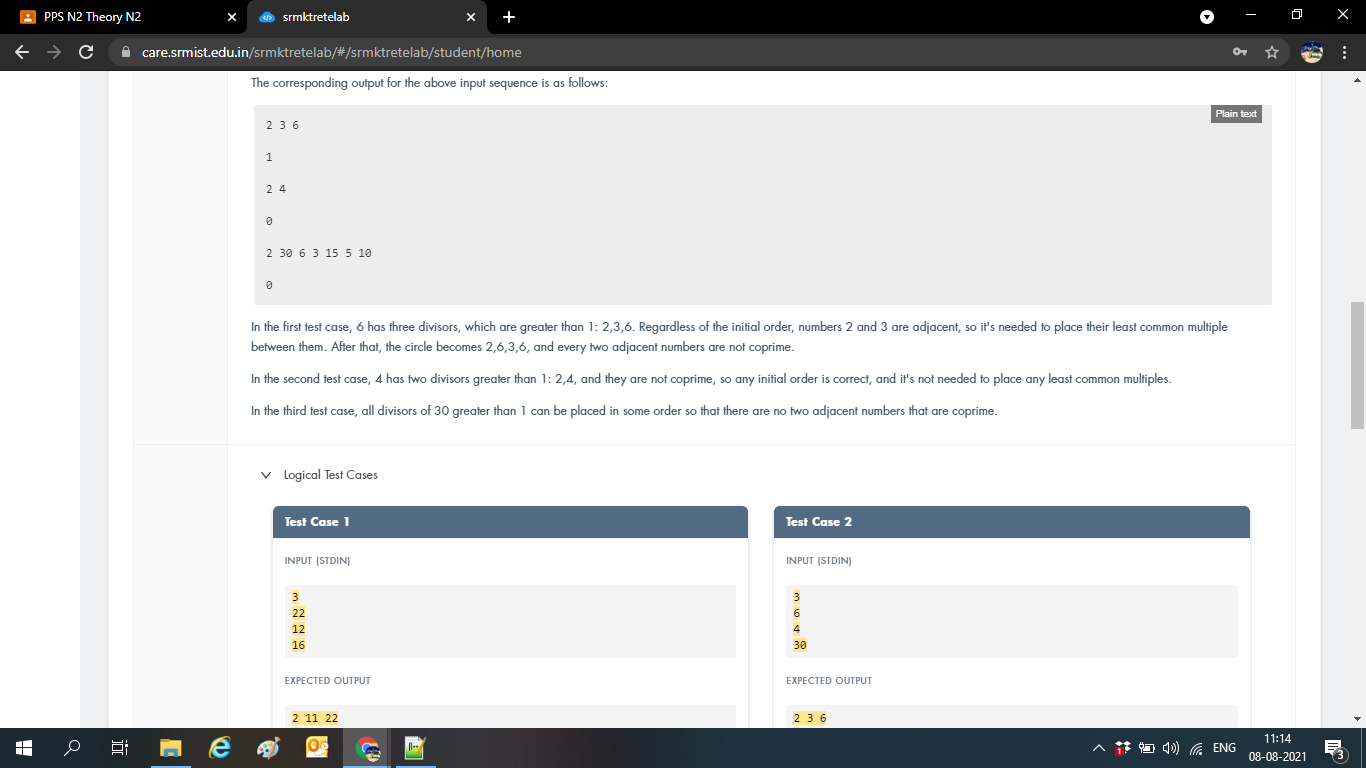 PPS N2 Theory N2
srmktretelab
care.srmist.edu.in/srmktretelab/#/srmktretelab/student/home
The corresponding output for the above input sequence is as follows:
Plain text
2 3 6
1
2 4
0
2 30 6 3 15 5 10
0
In the first test case, 6 has three divisors, which are greater than 1: 2,3,6. Regardless of the initial order, numbers 2 and 3 are adjacent, so it's needed to place their least common multiple
between them. After that, the circle becomes 2,6,3,6, and every two adjacent numbers are not coprime.
In the second test case, 4 has two divisors greater than 1: 2,4, and they are not coprime, so any initial order is correct, and it's not needed to place any least common multiples.
In the third test case, all divisors of 30 greater than 1 can be placed in some order so that there are no two adjacent numbers that are coprime.
Logical Test Cases
Test Case 1
INPUT (STDIN)
3
22
12
16
EXPECTED OUTPUT
2 11 22
Test Case 2
INPUT (STDIN)
3
6
4
30
EXPECTED OUTPUT
2 3 6
1
ENG
11:14
08-08-2021
3